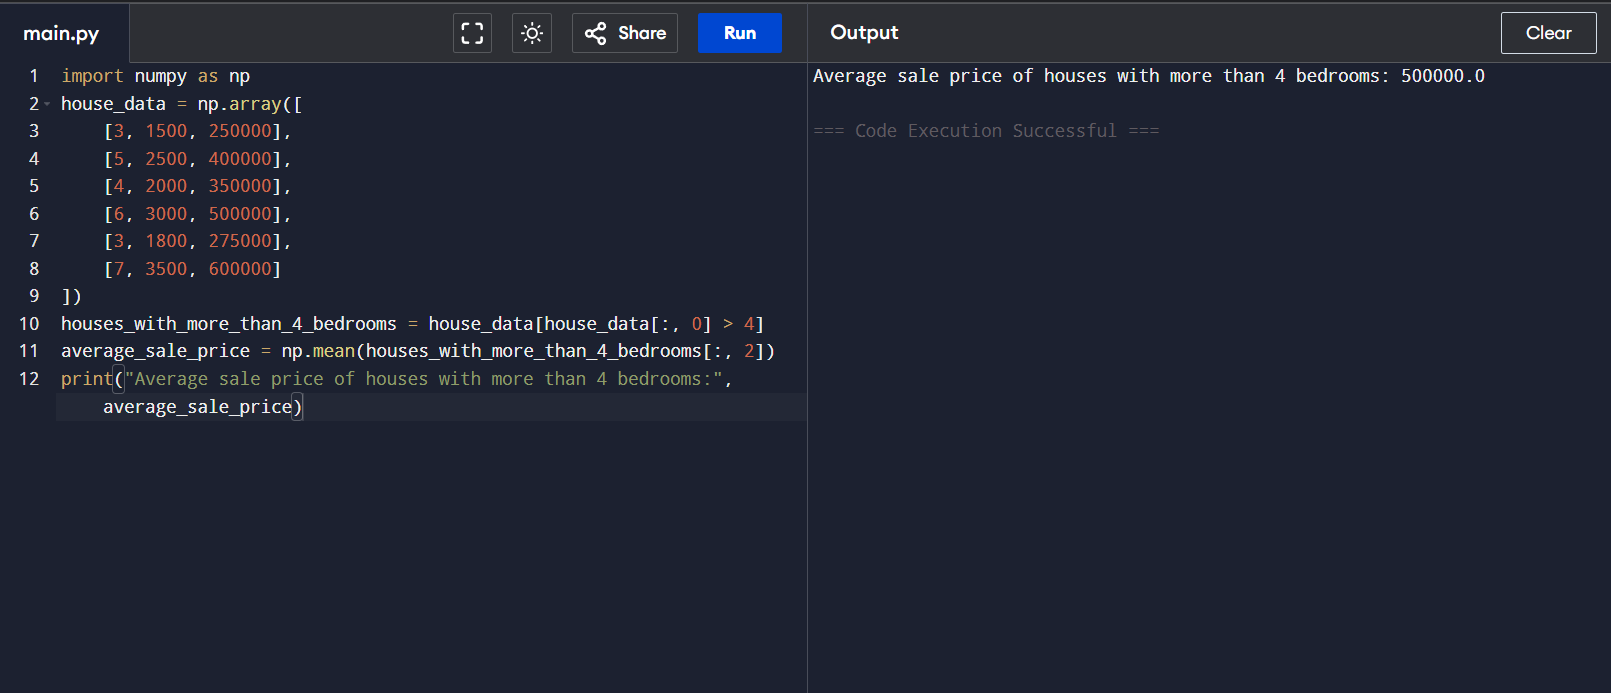 main.py
Share
Run
Output
Clear
1 import numpy as np
2 house_data = np.array([
3     [3, 1500, 250000],
4     [5, 2500, 400000],
5     [4, 2000, 350000],
6     [6, 3000, 500000],
7     [3, 1800, 275000],
8     [7, 3500, 600000]
9 ])
10 houses_with_more_than_4_bedrooms = house_data[house_data[:, 0] > 4]
11 average_sale_price = np.mean(houses_with_more_than_4_bedrooms[:, 2])
12 print("Average sale price of houses with more than 4 bedrooms:",
    average_sale_price)
Average sale price of houses with more than 4 bedrooms: 500000.0
=== Code Execution Successful ===